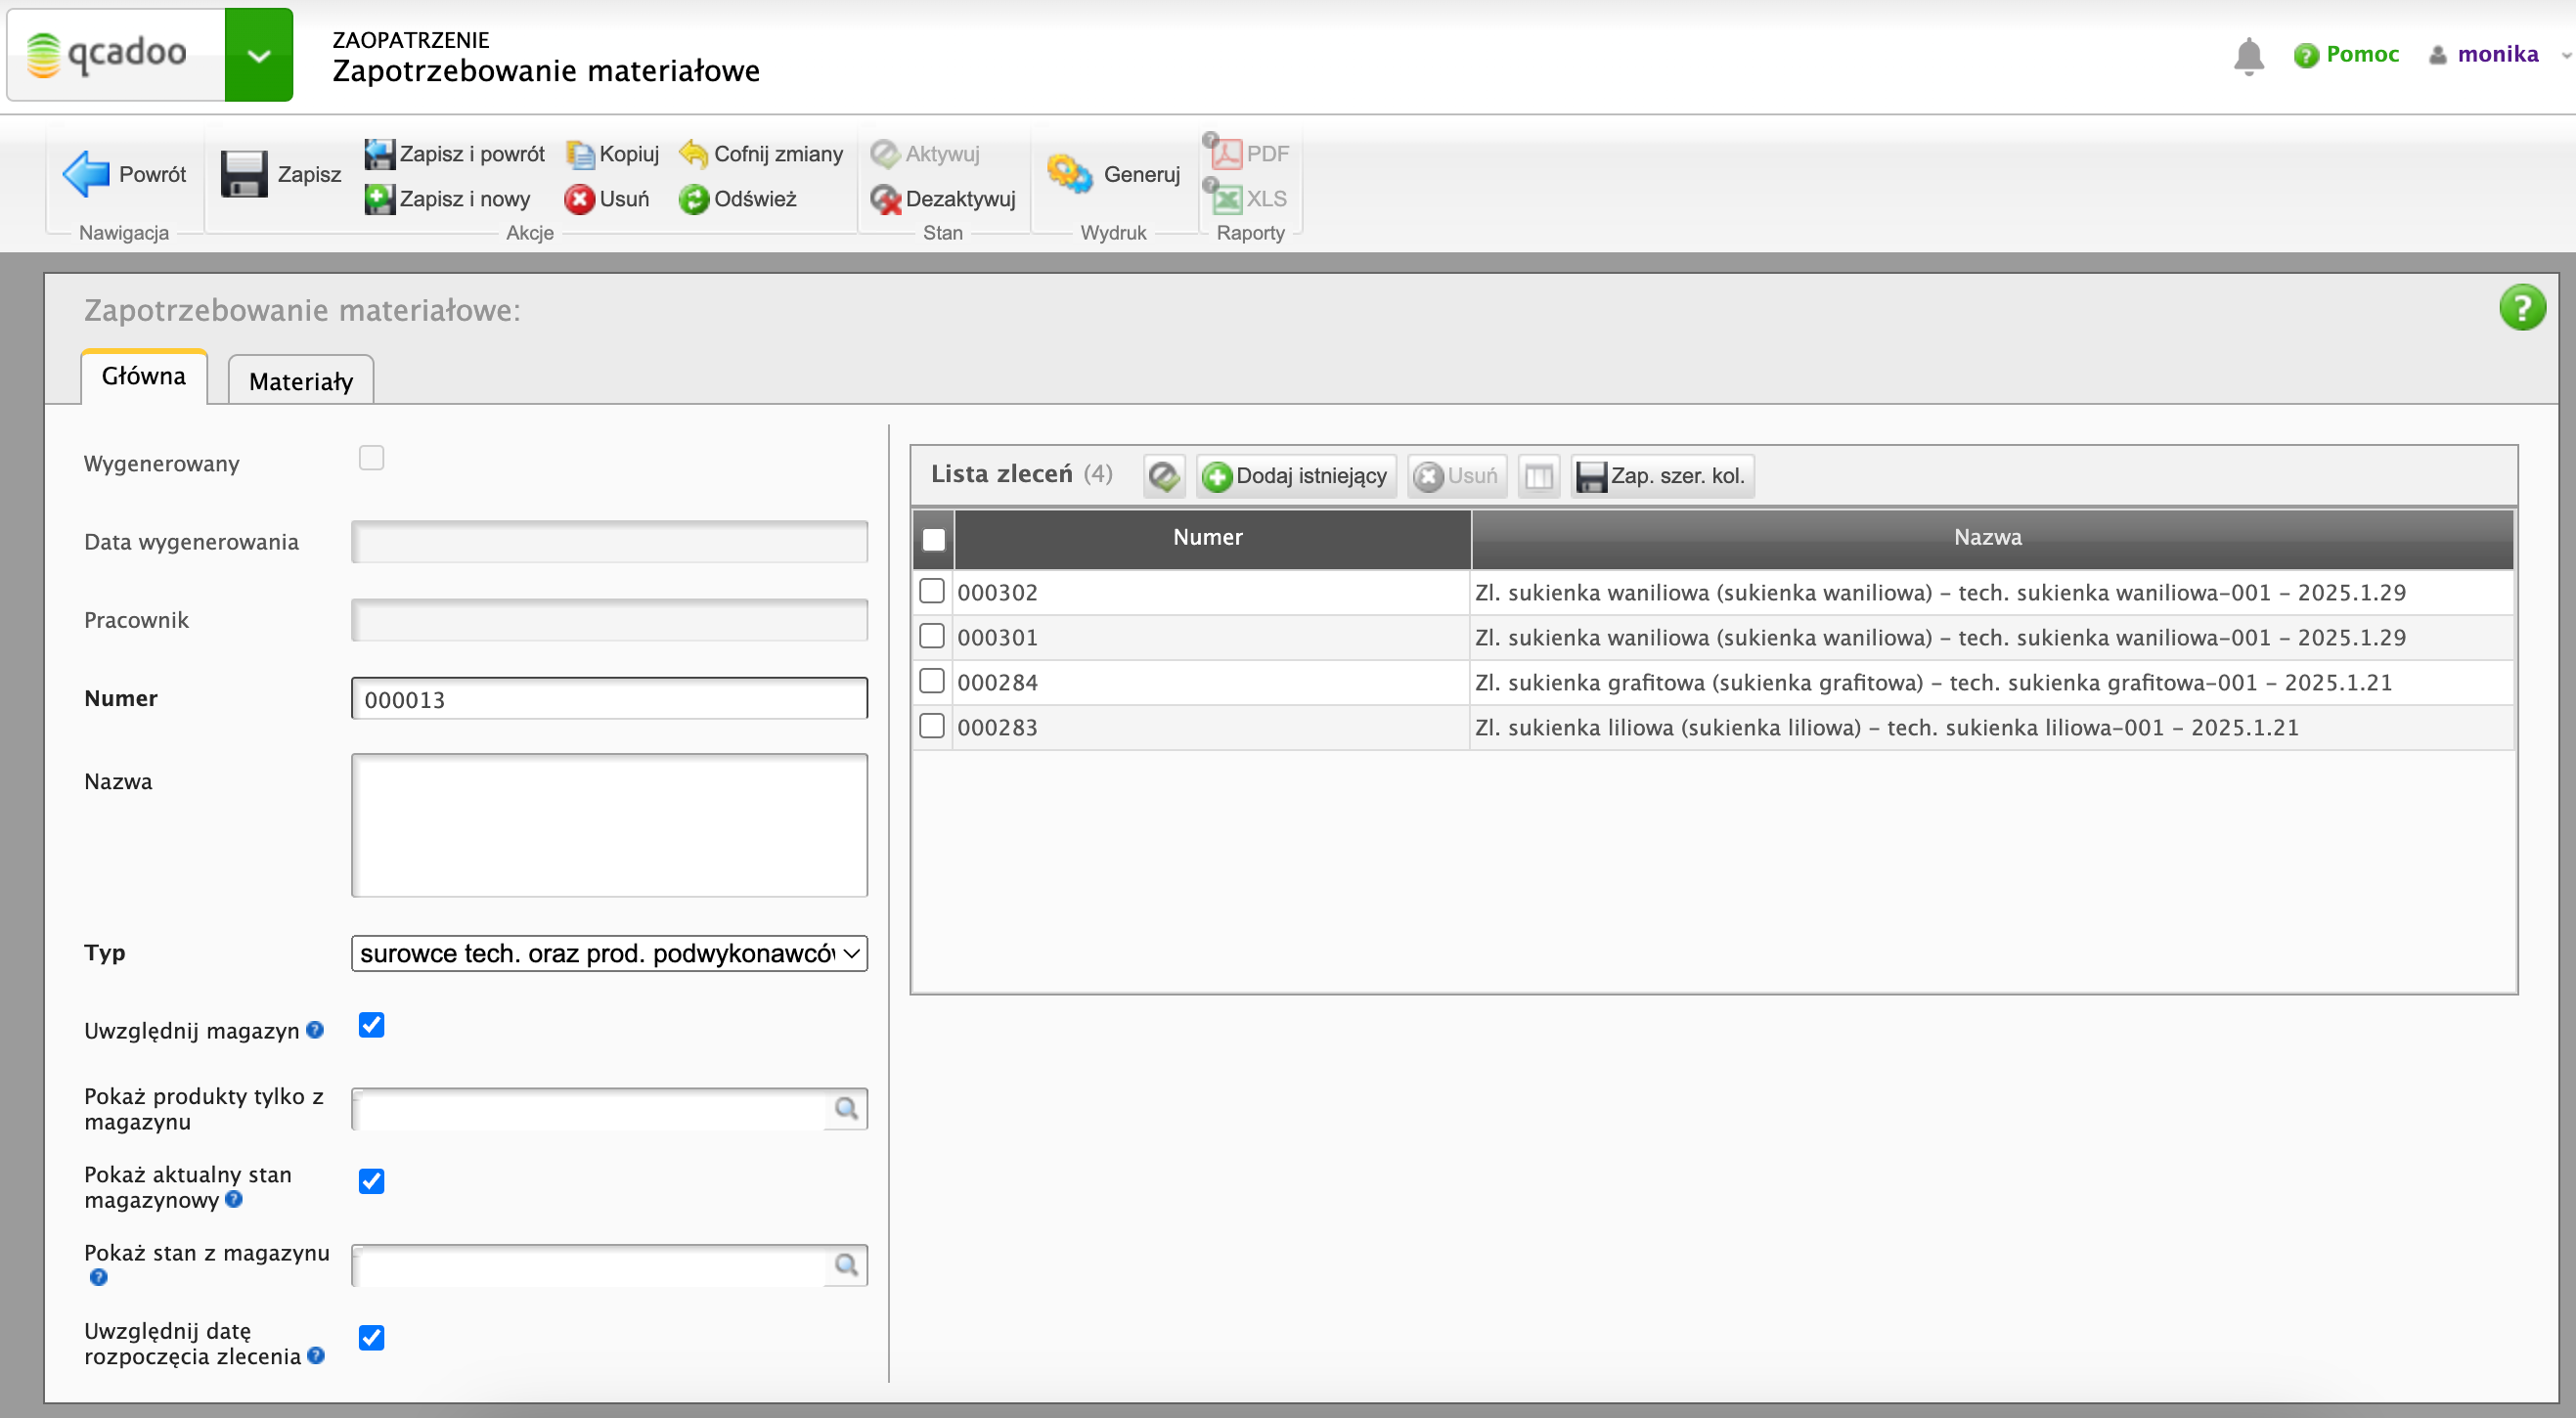 qcadoo
ZAOPATRZENIE
Zapotrzebowanie materiałowe
Pomoc
monika
Powrót
Nawigacja
Zapisz
Zapisz i powrót
Kopiuj
Cofnij zmiany
Zapisz i nowy
Usuń
Odśwież
Akcje
Aktywuj
Dezaktywuj
Stan
Generuj
Wydruk
PDF
XLS
Raporty
Zapotrzebowanie materiałowe:
Główna
Materiały
Wygenerowany
Data wygenerowania
Pracownik
Numer 000013
Nazwa
Typ surowce tech. oraz prod. podwykonawców
Uwzględnij magazyn
Pokaż produkty tylko z
magazynu
Pokaż aktualny stan
magazynowy
Pokaż stan z magazynu
Uwzględnij datę
rozpoczęcia zlecenia
Lista zleceń (4)
Dodaj istniejący
Usuń
Zap. szer. kol.
Numer Nazwa
000302 Zl. sukienka waniliowa (sukienka waniliowa) - tech. sukienka waniliowa-001 - 2025.1.29
000301 Zl. sukienka waniliowa (sukienka waniliowa) - tech. sukienka waniliowa-001 - 2025.1.29
000284 Zl. sukienka grafitowa (sukienka grafitowa) - tech. sukienka grafitowa-001 - 2025.1.21
000283 Zl. sukienka liliowa (sukienka liliowa) - tech. sukienka liliowa-001 - 2025.1.21